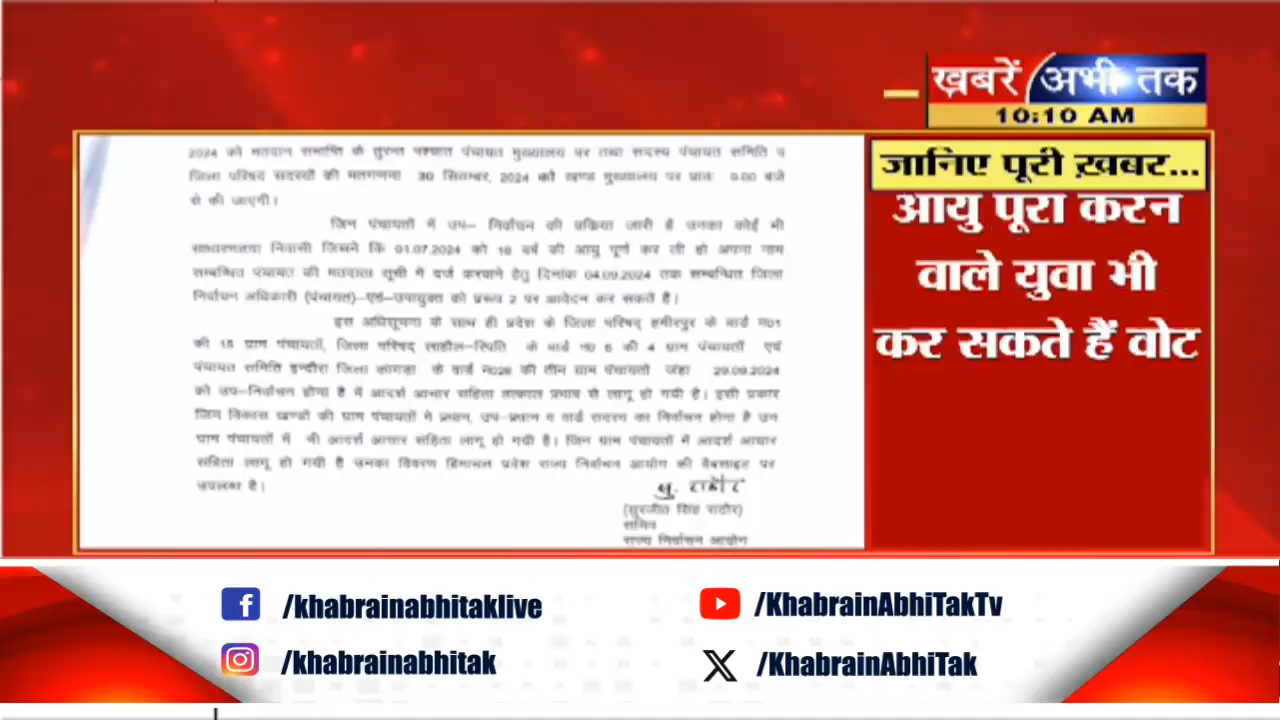 ख़बरें अभी तक
10:10 AM
2024 को मतदान समाप्ति के तुरन्त पश्चात पंचायत मुख्यालय पर तथा सदस्य पंचायत समिति व
जिला परिषद सदस्यों की मतगणना 30 सितम्बर, 2024 को खण्ड मुख्यालय पर प्रातः 9:00 बजे
से की जाएगी।
जिन पंचायतों में उप– निर्वाचन की प्रक्रिया जारी है उनका कोई भी
साधारणतया निवासी जिसने कि 01.07.2024 को 18 वर्ष की आयु पूर्ण कर ली हो अपना नाम
सम्बन्धित पंचायत की मतदाता सूची में दर्ज करवाने हेतु दिनांक 04.09.2024 तक सम्बन्धित जिला
निर्वाचन अधिकारी (पंचायत)–एवं–उपायुक्त को प्ररूप 2 पर आवेदन कर सकते है।
इस अधिसूचना के साथ ही प्रदेश के जिला परिषद् हमीरपुर के वार्ड न01
की 15 ग्राम पंचायतों, जिला परिषद् लाहौल–स्पिति के वार्ड न0 6 की 4 ग्राम पंचायतों एवं
पंचायत समिति इन्दौरा जिला कांगडा के वार्ड न028 की तीन ग्राम पंचायतों जंहा 29.09.2024
को उप–निर्वाचन होना है में आदर्श आचार संहिता तत्काल प्रभाव से लागू हो गयी है। इसी प्रकार
जिन विकास खण्डों की ग्राम पंचायतों मे प्रधान, उप–प्रधान व वार्ड सदस्य का निर्वाचन होना है उन
ग्राम पंचायतों में भी आदर्श आचार संहिता लागू हो गयी है। जिन ग्राम पंचायतों मे आदर्श आचार
संहिता लागू हो गयी है उनका विवरण हिमाचल प्रदेश राज्य निर्वाचन आयोग की वैबसाइट पर
उपलब्ध है।
(सुरजीत सिंह राठौर)
सचिव
राज्य निर्वाचन आयोग
जानिए पूरी ख़बर...
आयु पूरा करन
वाले युवा भी
कर सकते हैं वोट
/khabrainabhitaklive
/KhabrainAbhiTakTv
/khabrainabhitak
/KhabrainAbhiTak